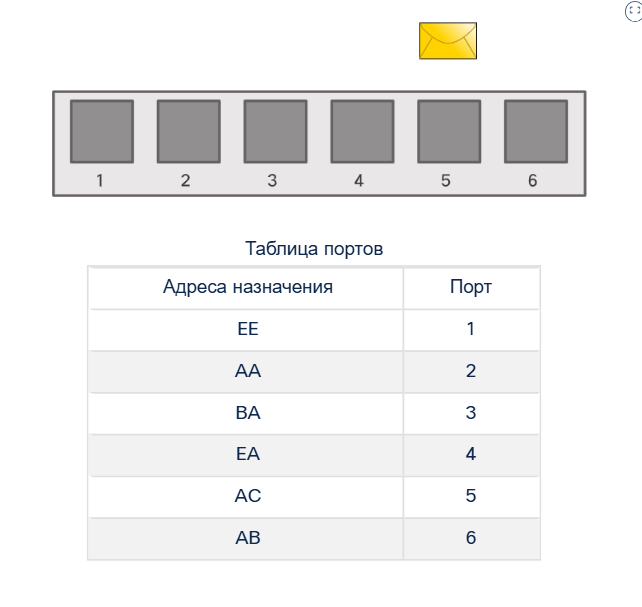 1 2 3 4 5 6
Таблица портов
Адреса назначения Порт
EE 1
AA 2
BA 3
EA 4
AC 5
AB 6